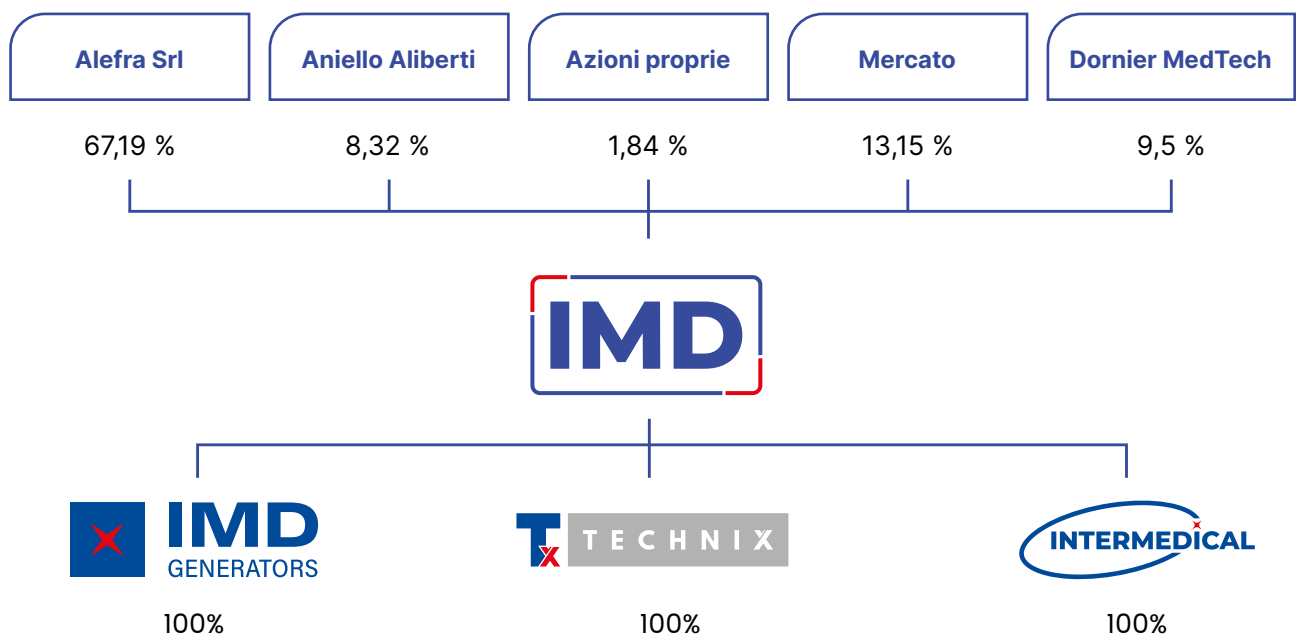 Alefra Srl
Aniello Aliberti
Azioni proprie
Mercato
Dornier MedTech
67,19 %
8,32 %
1,84 %
13,15 %
9,5 %
IMD
IMD
GENERATORS
Tx TECHNIX
INTERMEDICAL
100%
100%
100%